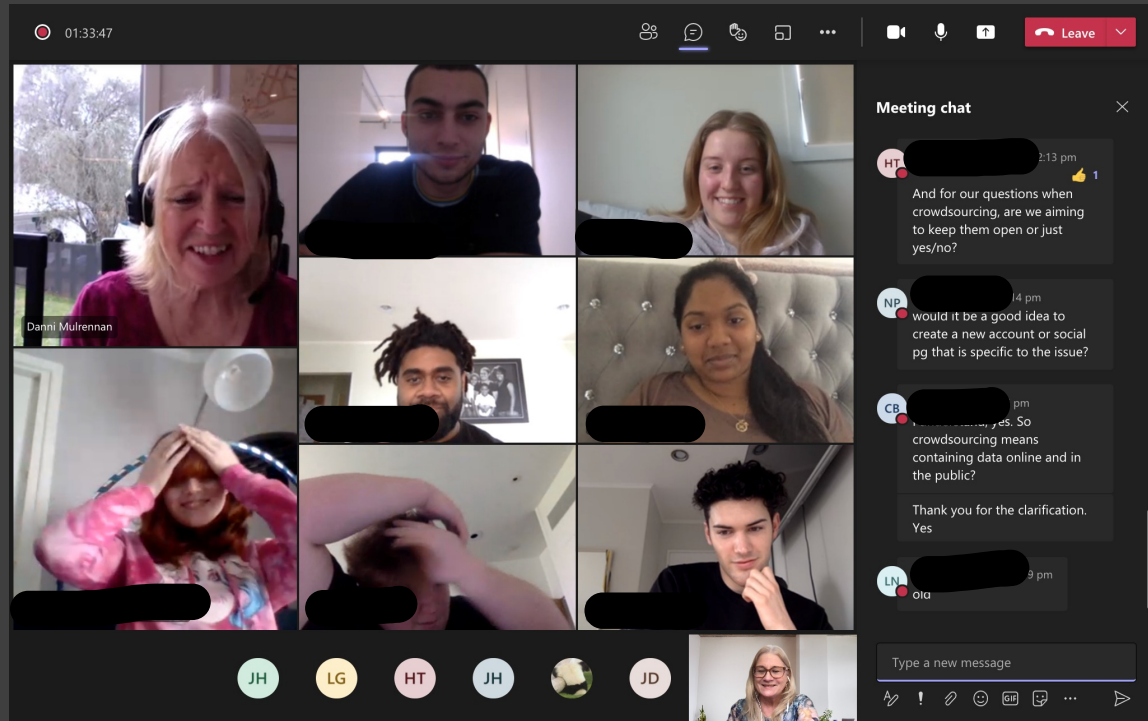 01:33:47
Leave
Danni Mulrennan
Meeting chat
HT
2:13 pm
1
And for our questions when
crowdsourcing, are we aiming
to keep them open or just
yes/no?
NP
4 pm
would it be a good idea to
create a new account or social
pg that is specific to the issue?
CB
pm
yes. So
crowdsourcing means
containing data online and in
the public?
Thank you for the clarification.
Yes
LN
9 pm
old
JH
LG
HT
JH
JD
Type a new message
GIF